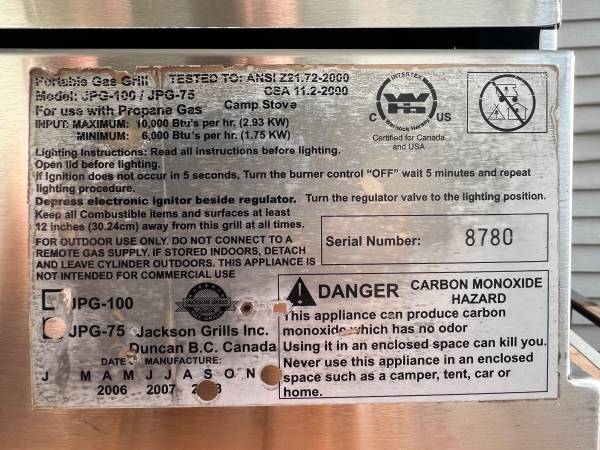 Portable Gas Grill
Model: JPG-100 / JPG-75
For use with Propane Gas
TESTED TO: ANSI Z21.72-2000
CSA 11.2-2000
Camp Stove
INPUT: MAXIMUM: 10,000 Btu's per hr. (2.93 KW)
MINIMUM: 6,000 Btu's per hr. (1.75 KW)
INTERTEK
C WH US
Warnock Hersey
Certified for Canada
and USA
Lighting Instructions: Read all instructions before lighting.
Open lid before lighting.
If Ignition does not occur in 5 seconds, Turn the burner control “OFF” wait 5 minutes and repeat
lighting procedure.
Depress electronic Ignitor beside regulator. Turn the regulator valve to the lighting position.
Keep all Combustible items and surfaces at least
12 inches (30.24cm) away from this grill at all times.
FOR OUTDOOR USE ONLY. DO NOT CONNECT TO A
REMOTE GAS SUPPLY. IF STORED INDOORS, DETACH
AND LEAVE CYLINDER OUTDOORS. THIS APPLIANCE IS
NOT INTENDED FOR COMMERCIAL USE
Serial Number: 8780
JPG-100
JPG-75
JACKSON GRILLS
Jackson Grills Inc.
Duncan B.C. Canada
DATE MANUFACTURE:
J M A M J J A S O N
2006 2007
DANGER CARBON MONOXIDE
HAZARD
This appliance can produce carbon
monoxide which has no odor
Using it in an enclosed space can kill you.
Never use this appliance in an enclosed
space such as a camper, tent, car or
home.